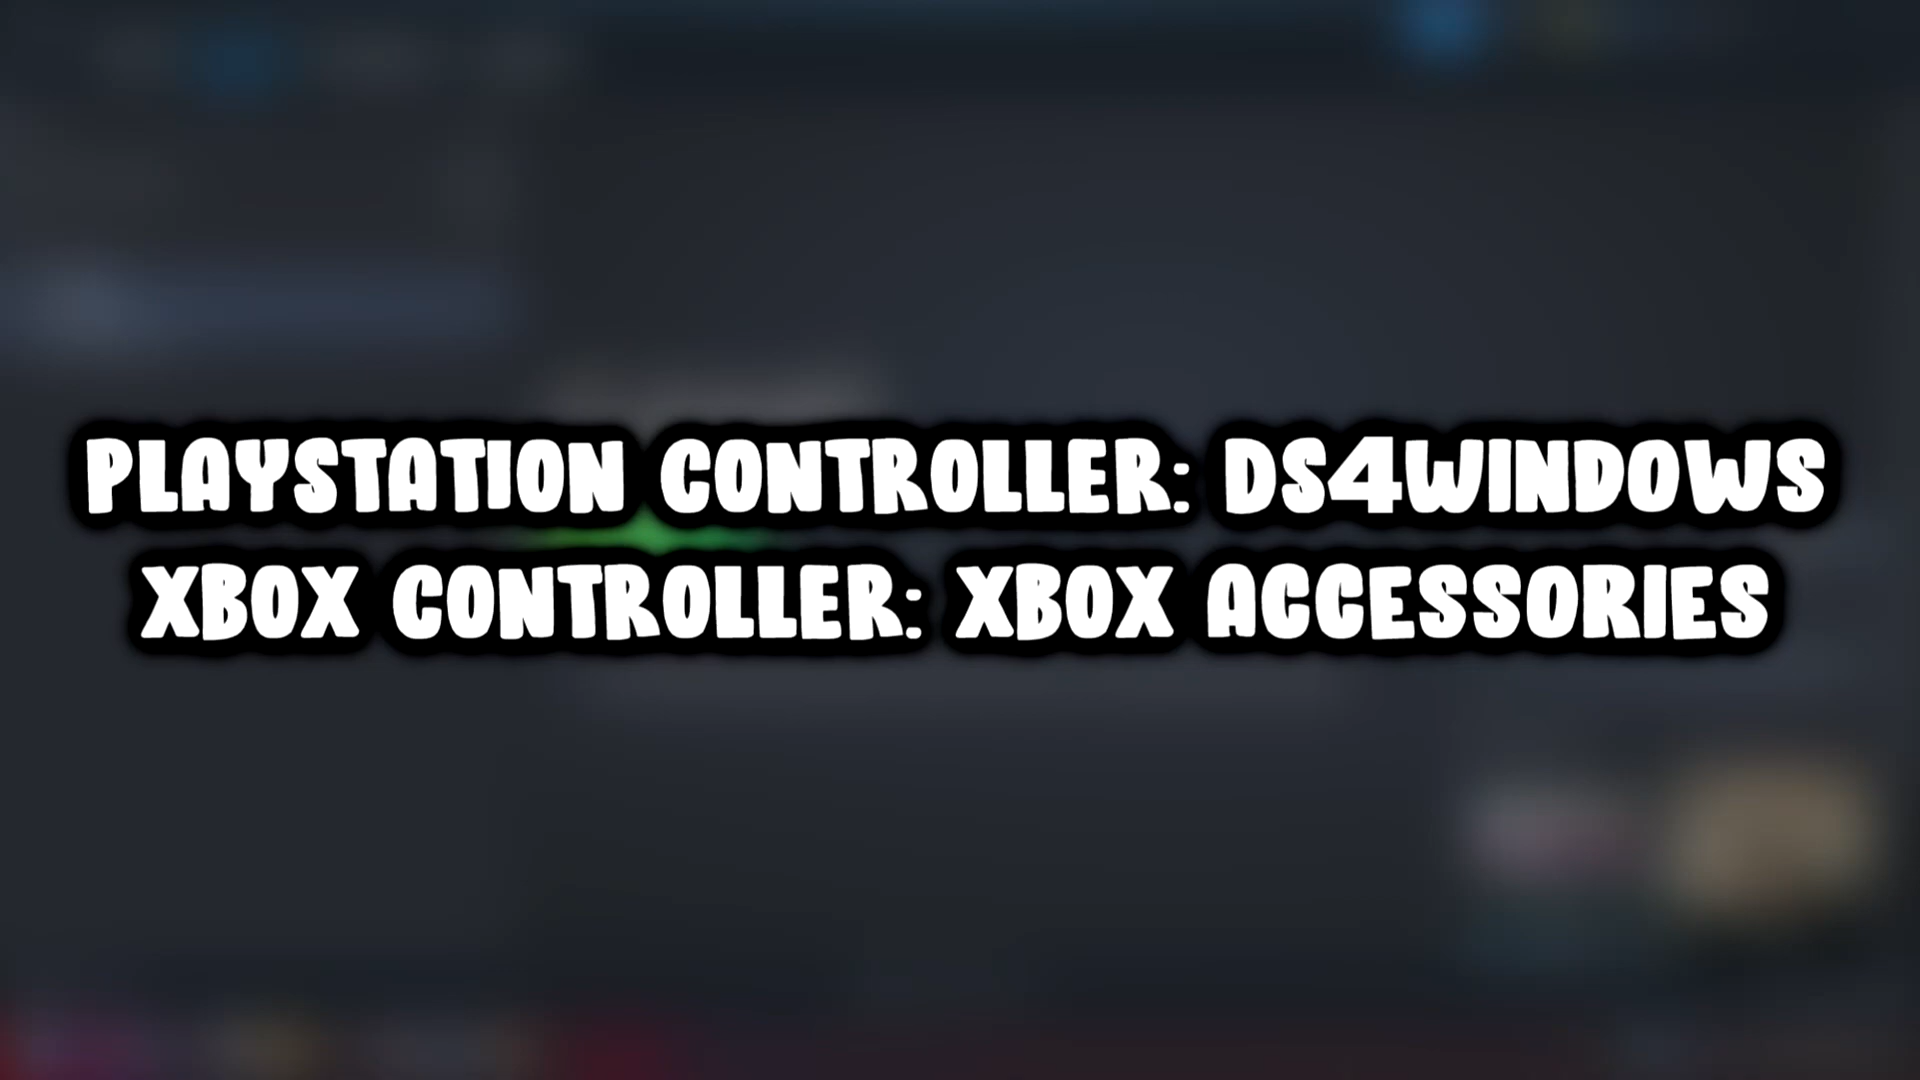 PLAYSTATION CONTROLLER: DS4WINDOWS
XBOX CONTROLLER: XBOX ACCESSORIES